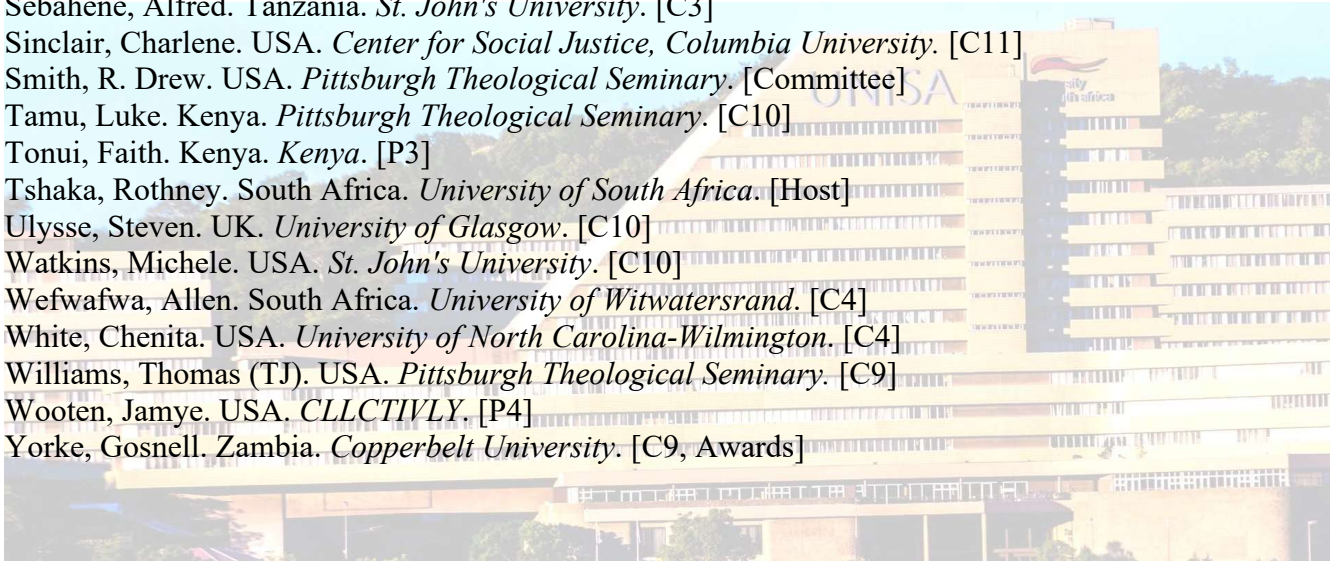 Sebahene, Alfred. Tanzania. St. John's University. [C3]
Sinclair, Charlene. USA. Center for Social Justice, Columbia University. [C11]
Smith, R. Drew. USA. Pittsburgh Theological Seminary. [Committee]
Tamu, Luke. Kenya. Pittsburgh Theological Seminary. [C10]
Tonui, Faith. Kenya. Kenya. [P3]
Tshaka, Rothney. South Africa. University of South Africa. [Host]
Ulysse, Steven. UK. University of Glasgow. [C10]
Watkins, Michele. USA. St. John's University. [C10]
Wefwafwa, Allen. South Africa. University of Witwatersrand. [C4]
White, Chenita. USA. University of North Carolina-Wilmington. [C4]
Williams, Thomas (TJ). USA. Pittsburgh Theological Seminary. [C9]
Wooten, Jamye. USA. CLLCTIVLY. [P4]
Yorke, Gosnell. Zambia. Copperbelt University. [C9, Awards]
UNISA